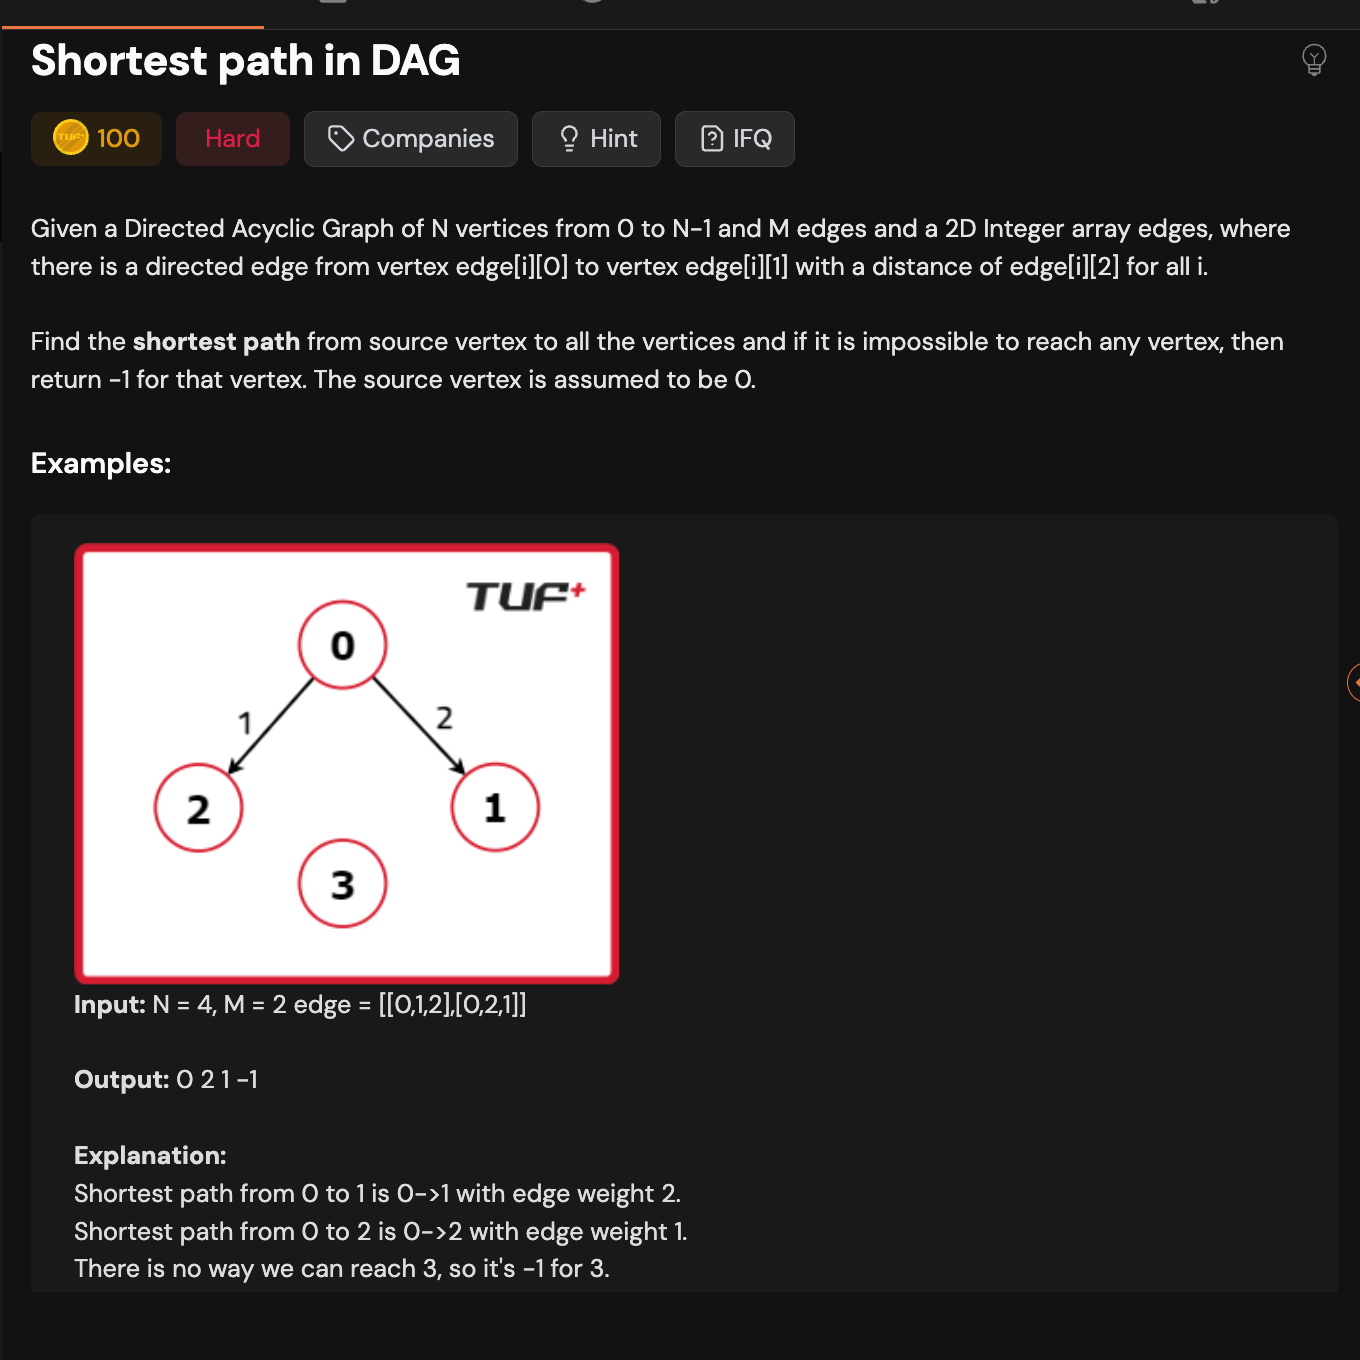 Shortest path in DAG
TUF+ 100 Hard Companies Hint IFQ
Given a Directed Acyclic Graph of N vertices from 0 to N-1 and M edges and a 2D Integer array edges, where
there is a directed edge from vertex edge[i][0] to vertex edge[i][1] with a distance of edge[i][2] for all i.
Find the shortest path from source vertex to all the vertices and if it is impossible to reach any vertex, then
return -1 for that vertex. The source vertex is assumed to be 0.
Examples:
TUF+
0
1 2
2 1
3
Input: N = 4, M = 2 edge = [[0,1,2],[0,2,1]]
Output: 0 2 1 -1
Explanation:
Shortest path from 0 to 1 is 0->1 with edge weight 2.
Shortest path from 0 to 2 is 0->2 with edge weight 1.
There is no way we can reach 3, so it's -1 for 3.